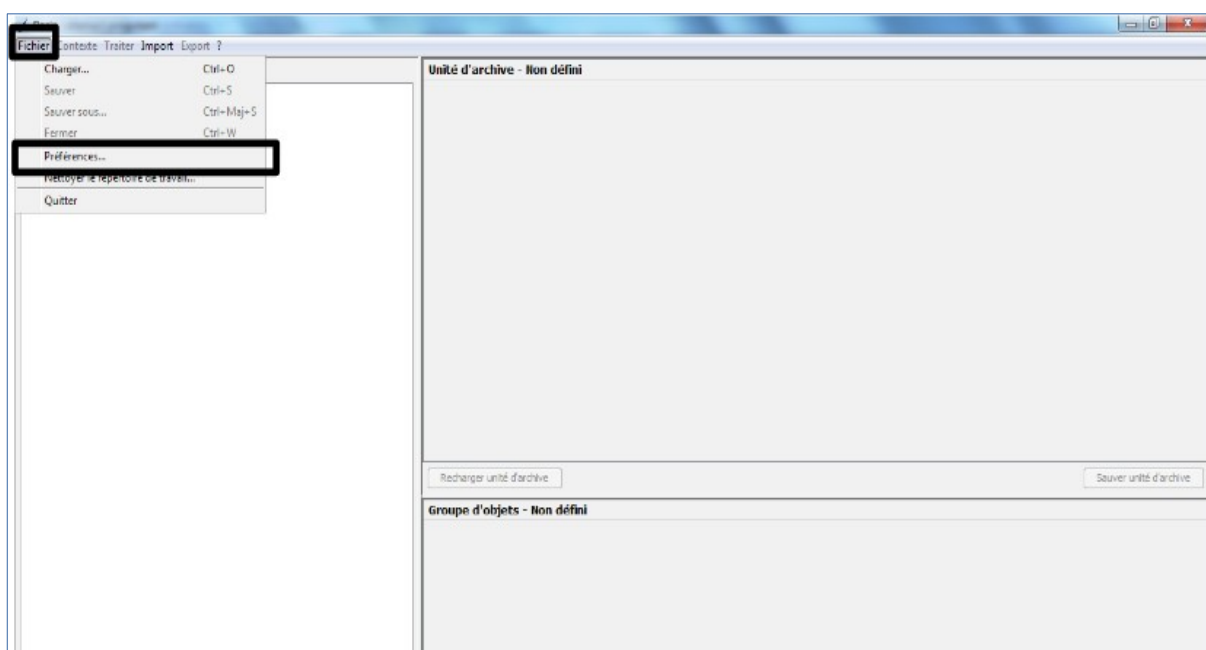 Fichier Contexte Traiter Import Export ?
Charger... Ctrl+O
Sauver Ctrl+S
Sauver sous... Ctrl+Maj+S
Fermer Ctrl+W
Préférences...
Nettoyer le répertoire de travail...
Quitter
Unité d'archive - Non défini
Recharger unité d'archive Sauver unité d'archive
Groupe d'objets - Non défini